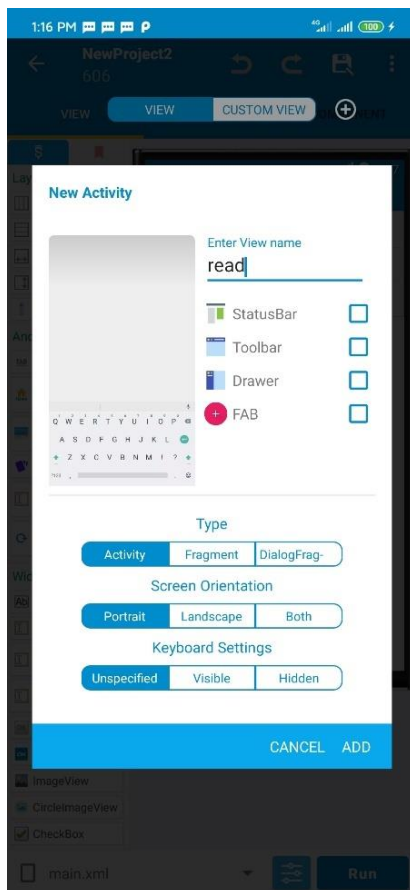 1:16 PM
4G
100
NewProject2
606
VIEW
VIEW
CUSTOM VIEW
New Activity
Enter View name
read
StatusBar
Toolbar
Drawer
FAB
Q W E R T Y U I O P
A S D F G H J K L
Z X C V B N M ! ?
Type
Activity
Fragment
DialogFrag-
Screen Orientation
Portrait
Landscape
Both
Keyboard Settings
Unspecified
Visible
Hidden
CANCEL
ADD
ImageView
CircleImageView
CheckBox
main.xml
Run